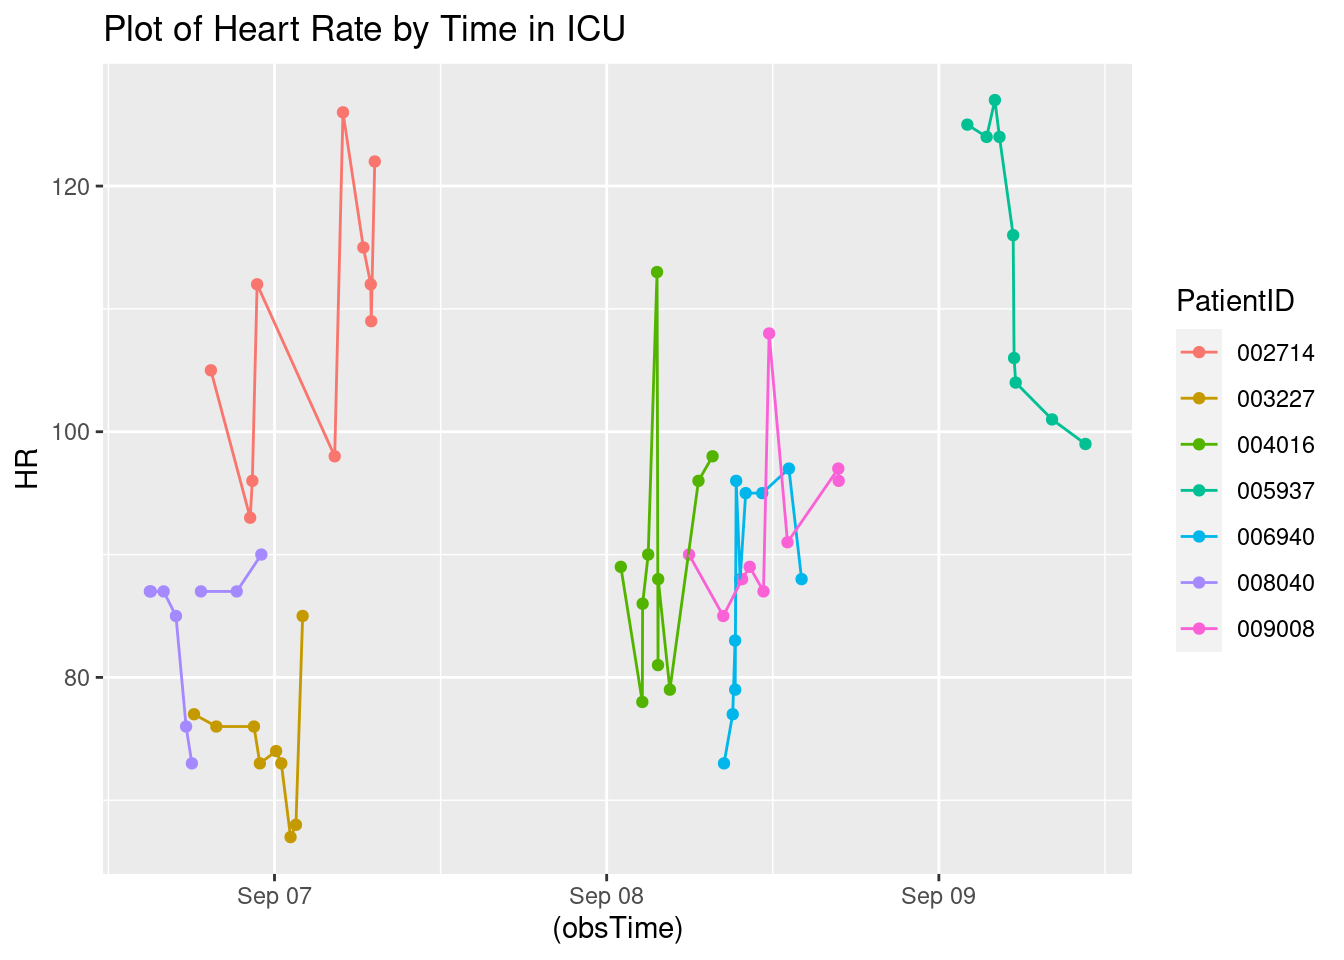 Plot of Heart Rate by Time in ICU
120
100
80
HR
Sep 07
Sep 08
Sep 09
(obsTime)
PatientID
002714
003227
004016
005937
006940
008040
009008